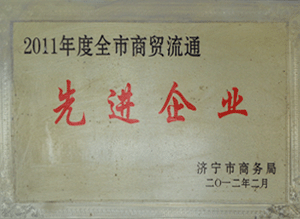 2011年度全市商贸流通
先进企业
济宁市商务局
二〇一二年二月